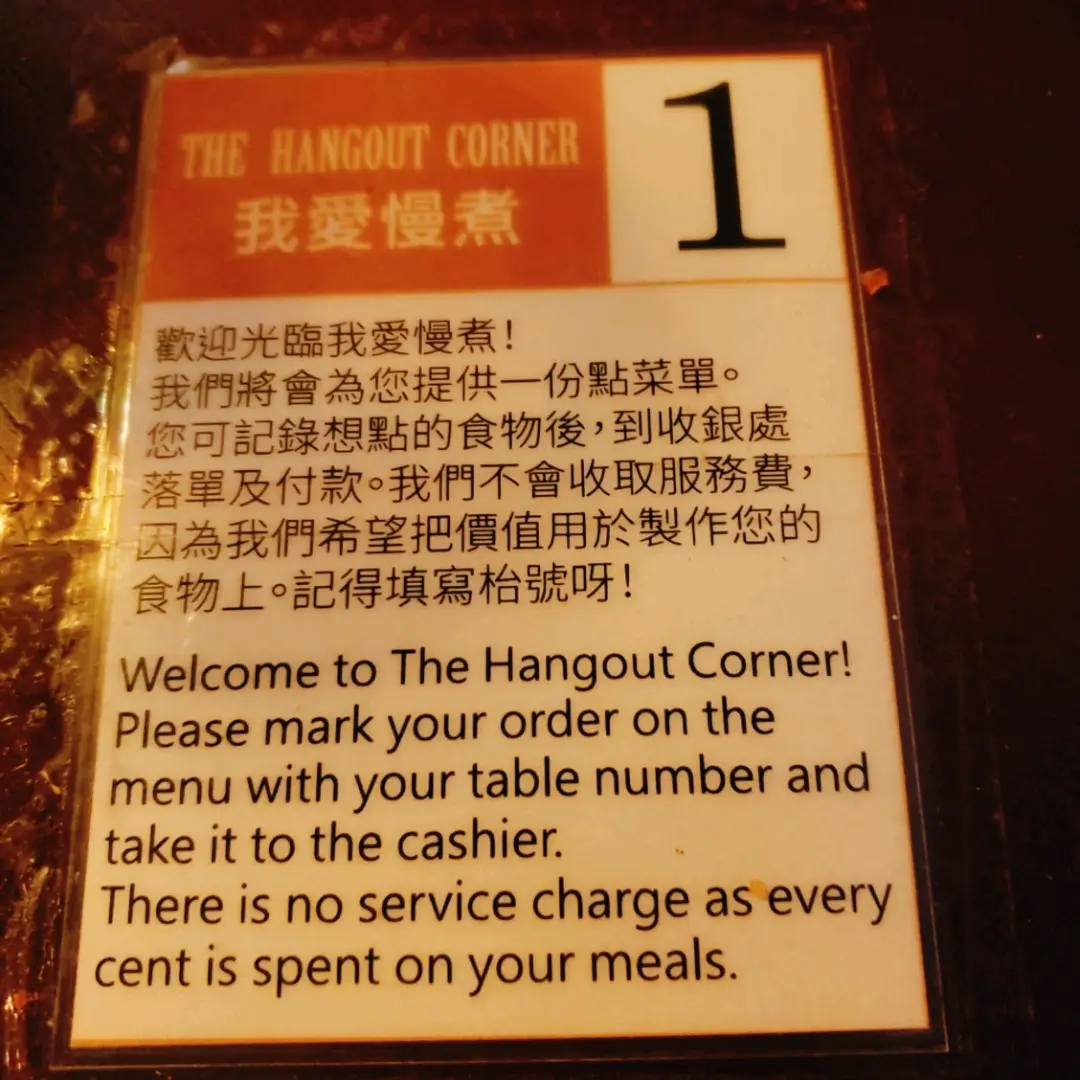 THE HANGOUT CORNER
我愛慢煮
1
歡迎光臨我愛慢煮！
我們將會為您提供一份點菜單。
您可記錄想點的食物後，到收銀處
落單及付款。我們不會收取服務費，
因為我們希望把價值用於製作您的
食物上。記得填寫枱號呀！
Welcome to The Hangout Corner!
Please mark your order on the
menu with your table number and
take it to the cashier.
There is no service charge as every
cent is spent on your meals.